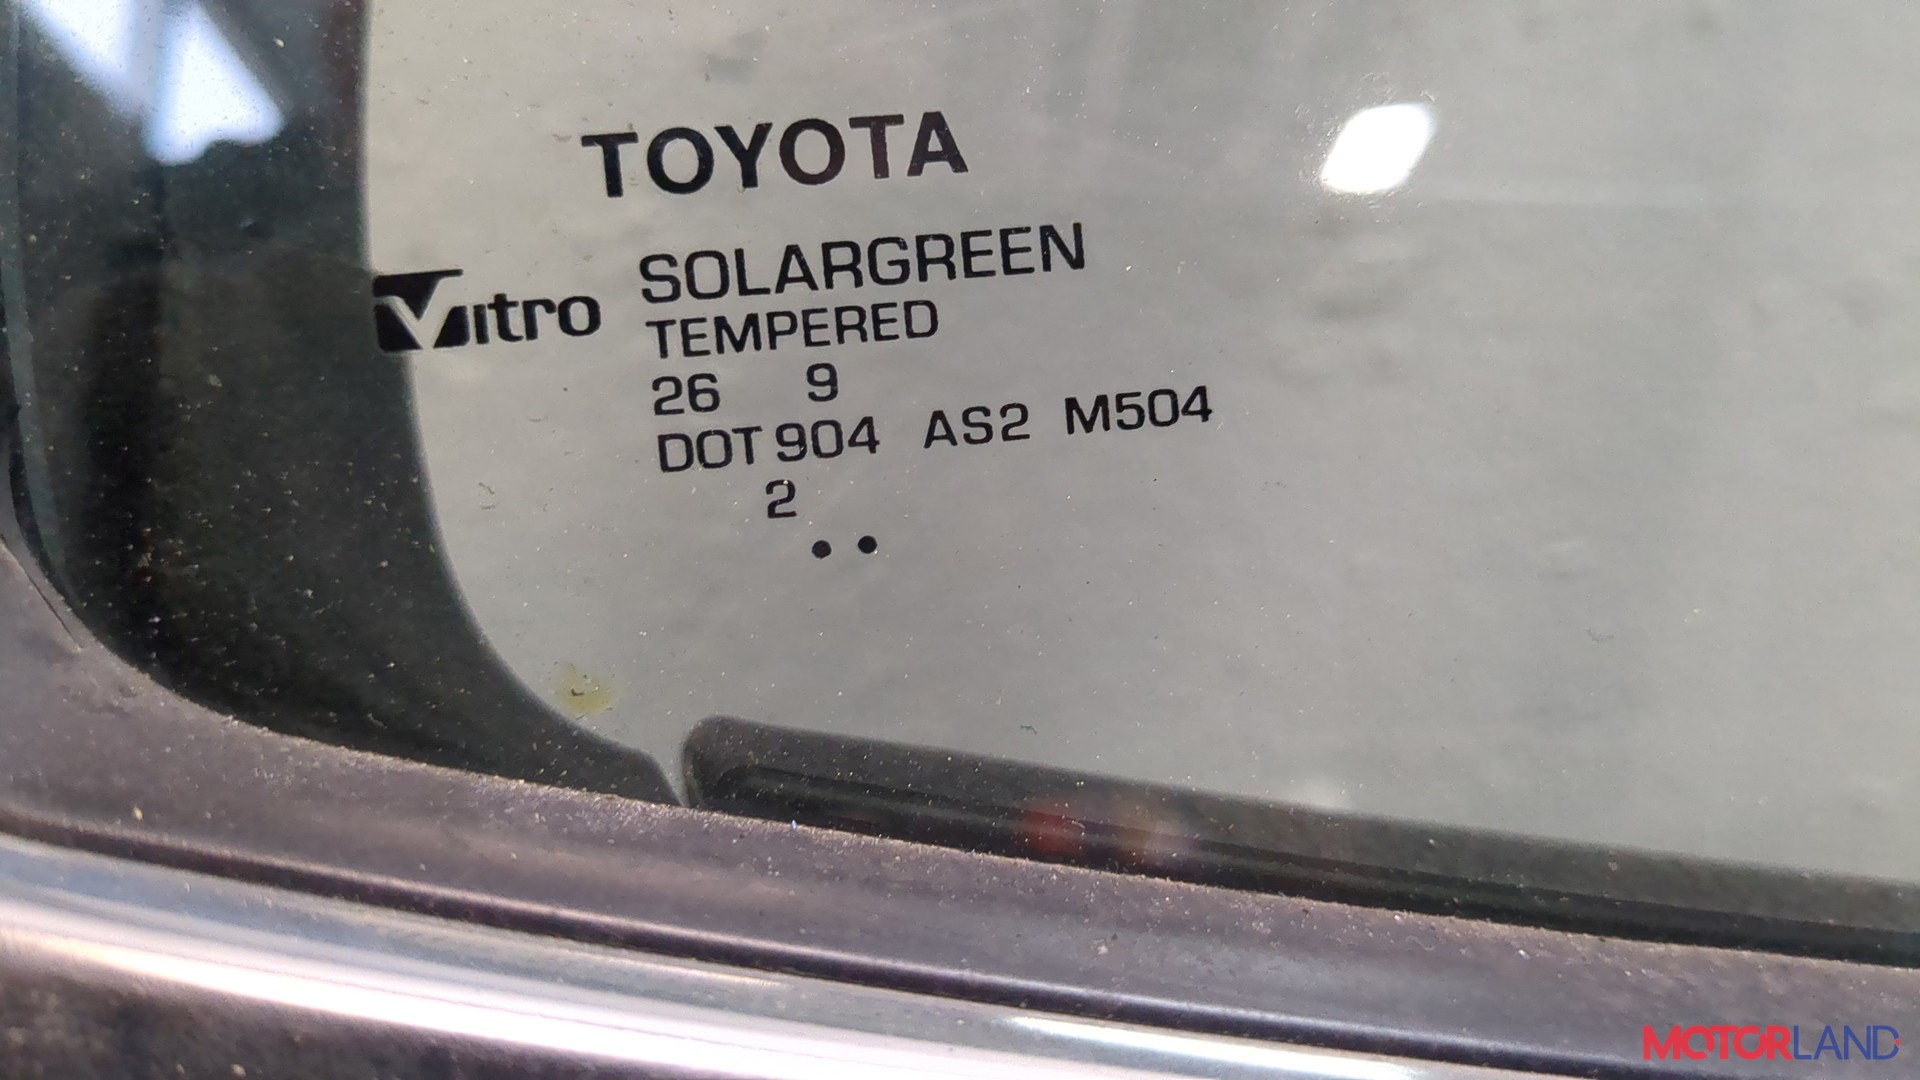 TOYOTA
Vitro SOLARGREEN
TEMPERED
26 9
DOT 904 AS2 M504
2
MOTORLAND